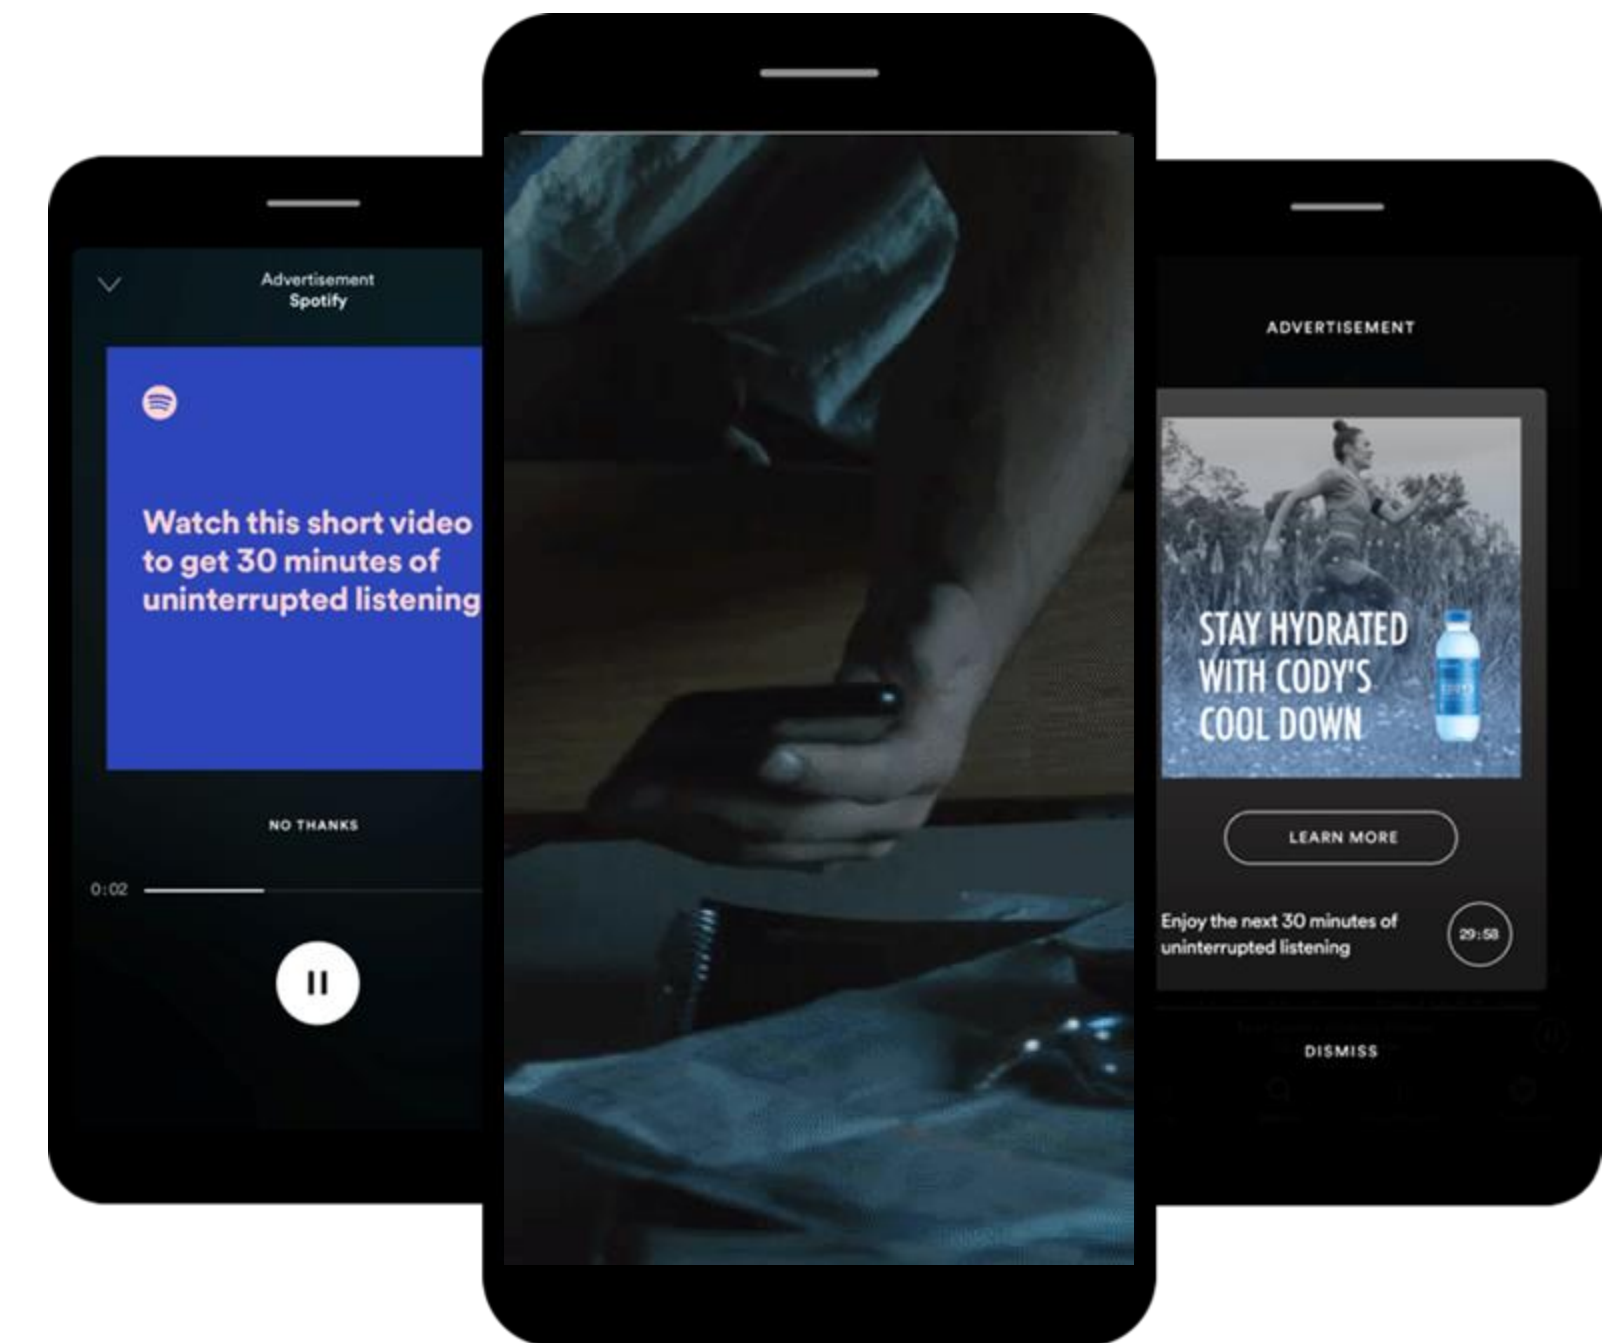 Advertisement
Spotify
Watch this short video
to get 30 minutes of
uninterrupted listening
NO THANKS
0:02
ADVERTISEMENT
STAY HYDRATED
WITH CODY'S
COOL DOWN
LEARN MORE
Enjoy the next 30 minutes of
uninterrupted listening
29:58
DISMISS